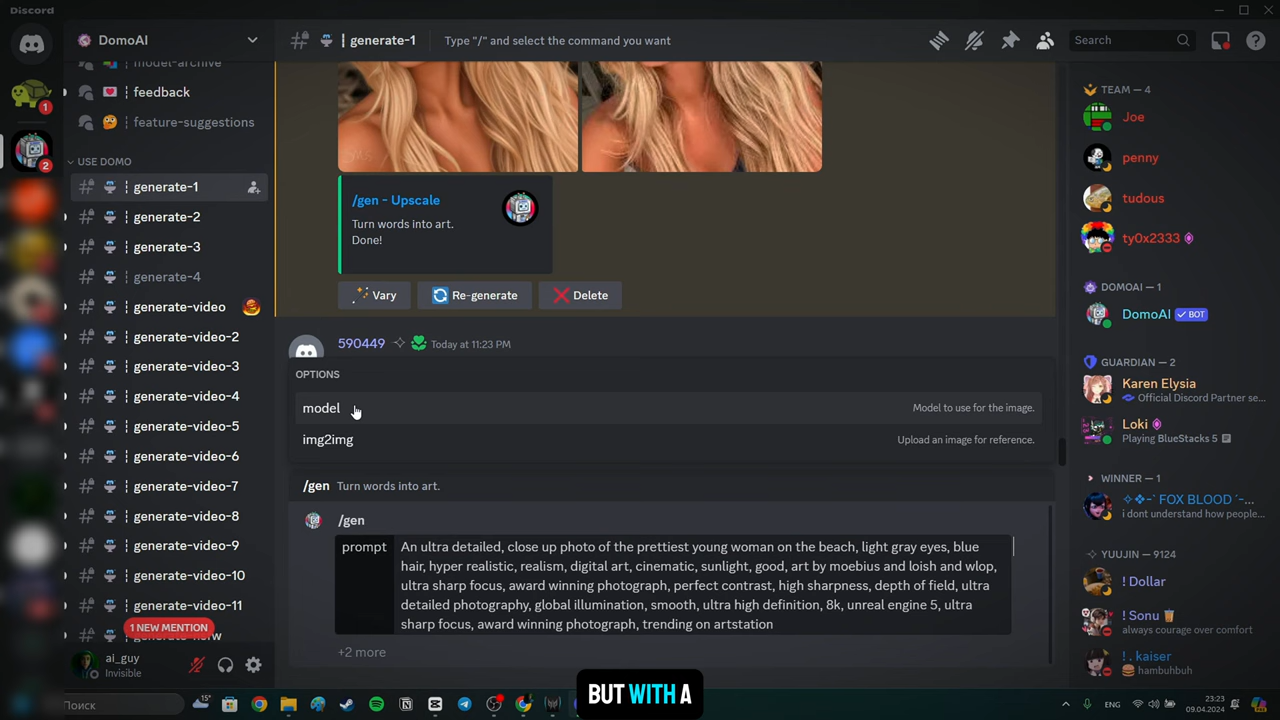 Discord
DomoAI
generate-1
Type "/" and select the command you want
Search
model-archive
feedback
feature-suggestions
USE DOMO
generate-1
generate-2
generate-3
generate-4
generate-video
generate-video-2
generate-video-3
generate-video-4
generate-video-5
generate-video-6
generate-video-7
generate-video-8
generate-video-9
generate-video-10
generate-video-11
1 NEW MENTION
ai_guy
Invisible
1
2
/gen - Upscale
Turn words into art.
Done!
Vary
Re-generate
Delete
590449
Today at 11:23 PM
OPTIONS
model
Model to use for the image.
img2img
Upload an image for reference.
/gen Turn words into art.
/gen
prompt
An ultra detailed, close up photo of the prettiest young woman on the beach, light gray eyes, blue
hair, hyper realistic, realism, digital art, cinematic, sunlight, good, art by moebius and loish and wlop,
ultra sharp focus, award winning photograph, perfect contrast, high sharpness, depth of field, ultra
detailed photography, global illumination, smooth, ultra high definition, 8k, unreal engine 5, ultra
sharp focus, award winning photograph, trending on artstation
+2 more
TEAM — 4
Joe
penny
tudous
ty0x2333
DOMOAI — 1
DomoAI
BOT
GUARDIAN — 2
Karen Elysia
Official Discord Partner se...
Loki
Playing BlueStacks 5
WINNER — 1
FOX BLOOD
i dont understand how people...
YUUJIN — 9124
! Dollar
! Sonu
always courage over comfort
! . kaiser
hambuhbuh
BUT WITH A
Поиск
15°
ENG
23:23
09.04.2024